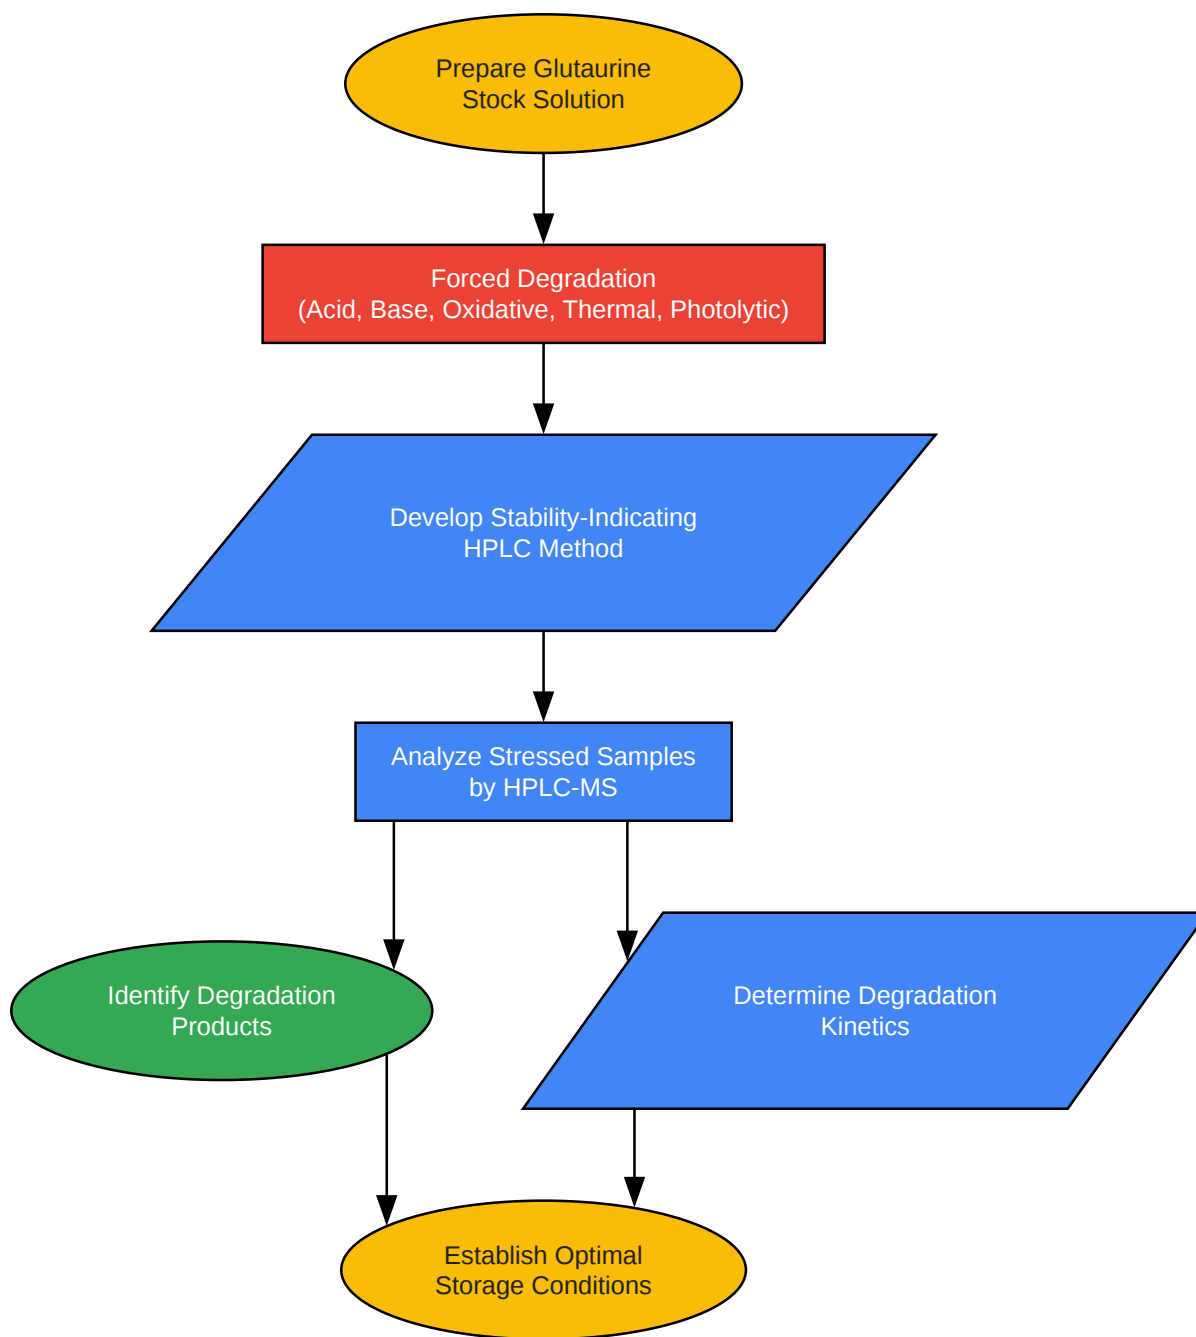 Prepare Glutaurine
Stock Solution
Forced Degradation
(Acid, Base, Oxidative, Thermal, Photolytic)
Develop Stability-Indicating
HPLC Method
Analyze Stressed Samples
by HPLC-MS
Identify Degradation
Products
Determine Degradation
Kinetics
Establish Optimal
Storage Conditions